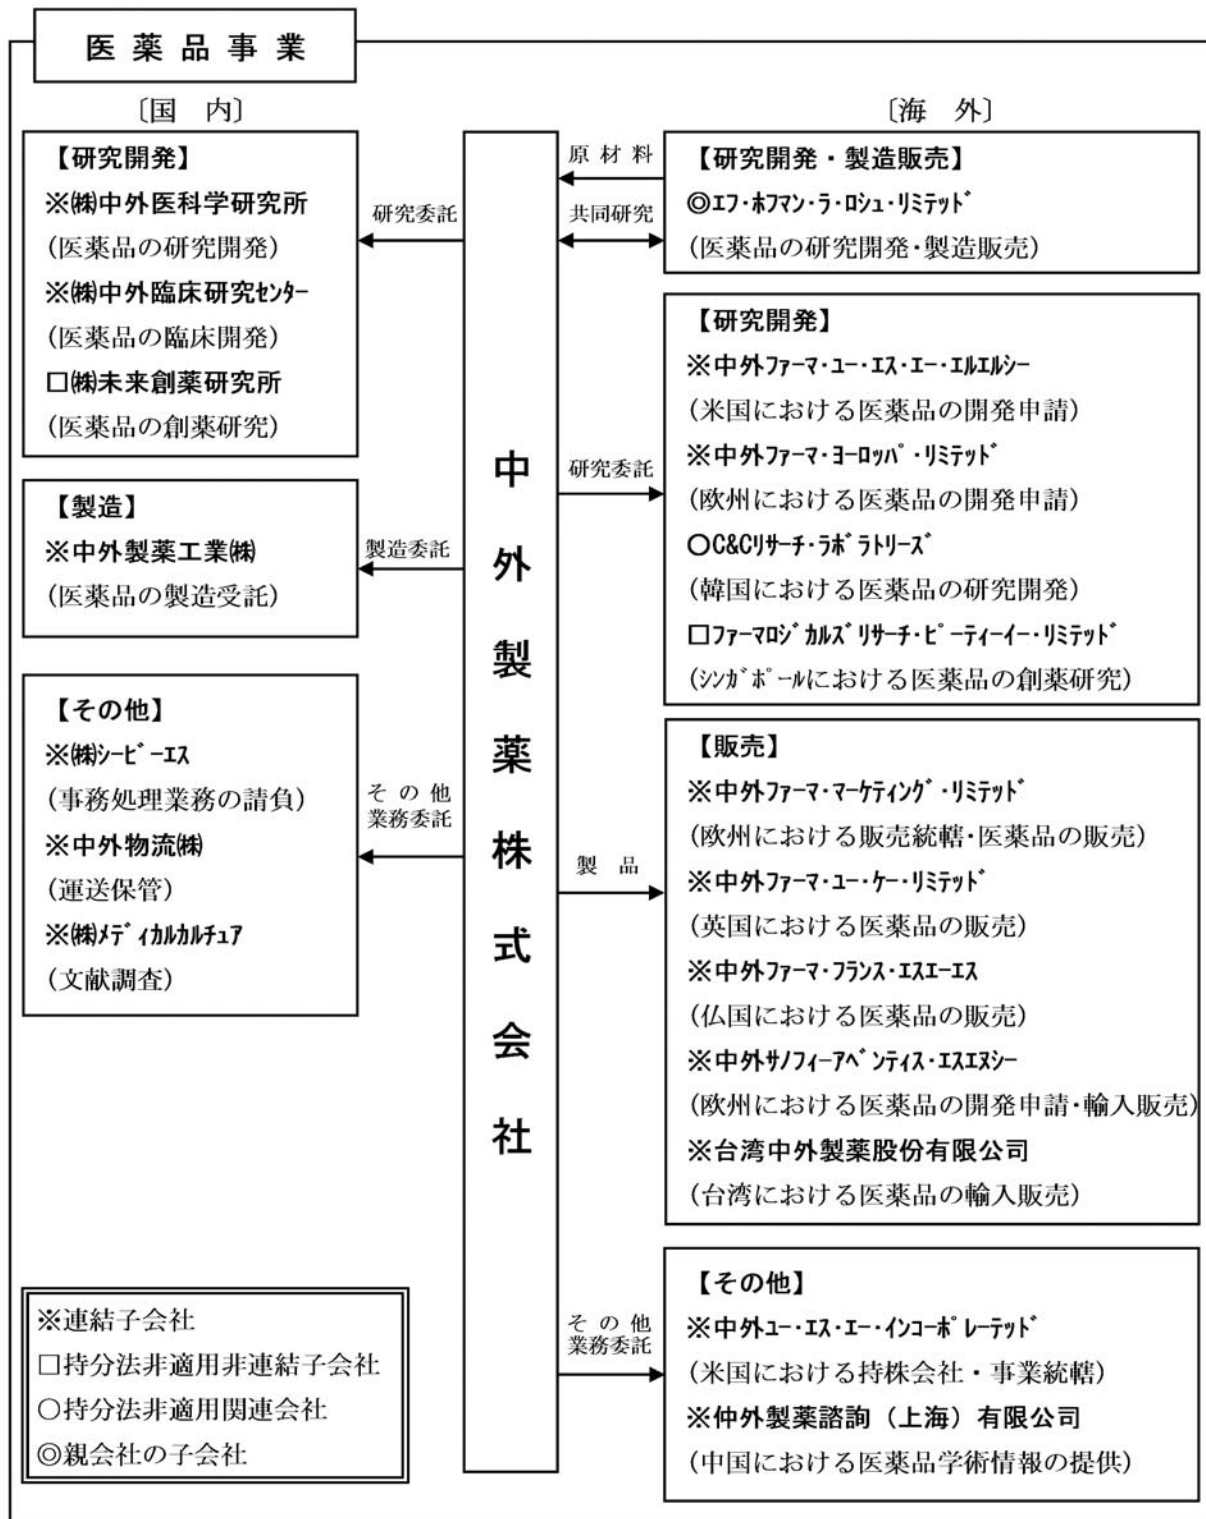 医薬品事業
〔国　内〕
【研究開発】
※㈱中外医科学研究所
(医薬品の研究開発)
※㈱中外臨床研究ｾﾝﾀｰ
(医薬品の臨床開発)
□㈱未来創薬研究所
(医薬品の創薬研究)
【製造】
※中外製薬工業㈱
(医薬品の製造受託)
【その他】
※㈱ｼｰﾋﾞｰｴｽ
(事務処理業務の請負)
※中外物流㈱
(運送保管)
※㈱ﾒﾃﾞｨｶﾙｶﾙﾁｭｱ
(文献調査)
研究委託
製造委託
その他
業務委託
中外製薬株式会社
原材料
共同研究
研究委託
製品
その他
業務委託
〔海　外〕
【研究開発・製造販売】
◎ｴﾌ･ﾎﾌﾏﾝ･ﾗ･ﾛｼｭ･ﾘﾐﾃｯﾄﾞ
(医薬品の研究開発･製造販売)
【研究開発】
※中外ﾌｧｰﾏ･ﾕｰ･ｴｽ･ｴｰ･ｴﾙｴﾙｼｰ
(米国における医薬品の開発申請)
※中外ﾌｧｰﾏ･ﾖｰﾛｯﾊﾟ･ﾘﾐﾃｯﾄﾞ
(欧州における医薬品の開発申請)
○C&Cﾘｻｰﾁ･ﾗﾎﾞﾗﾄﾘｰｽﾞ
(韓国における医薬品の研究開発)
□ﾌｧｰﾏﾛｼﾞｶﾙｽﾞﾘｻｰﾁ･ﾋﾟｰﾃｨｰｲｰ･ﾘﾐﾃｯﾄﾞ
(ｼﾝｶﾞﾎﾟｰﾙにおける医薬品の創薬研究)
【販売】
※中外ﾌｧｰﾏ･ﾏｰｹﾃｨﾝｸﾞ･ﾘﾐﾃｯﾄﾞ
(欧州における販売統轄･医薬品の販売)
※中外ﾌｧｰﾏ･ﾕｰ･ｹｰ･ﾘﾐﾃｯﾄﾞ
(英国における医薬品の販売)
※中外ﾌｧｰﾏ･ﾌﾗﾝｽ･ｴｽｴｰｴｽ
(仏国における医薬品の販売)
※中外ｻﾉﾌｨｰｱﾍﾞﾝﾃｨｽ･ｴｽｴﾇｼｰ
(欧州における医薬品の開発申請･輸入販売)
※台湾中外製薬股份有限公司
(台湾における医薬品の輸入販売)
【その他】
※中外ﾕｰ･ｴｽ･ｴｰ･ｲﾝｺｰﾎﾟﾚｰﾃｯﾄﾞ
(米国における持株会社・事業統轄)
※仲外製薬諮詢（上海）有限公司
(中国における医薬品学術情報の提供)
※連結子会社
□持分法非適用非連結子会社
○持分法非適用関連会社
◎親会社の子会社